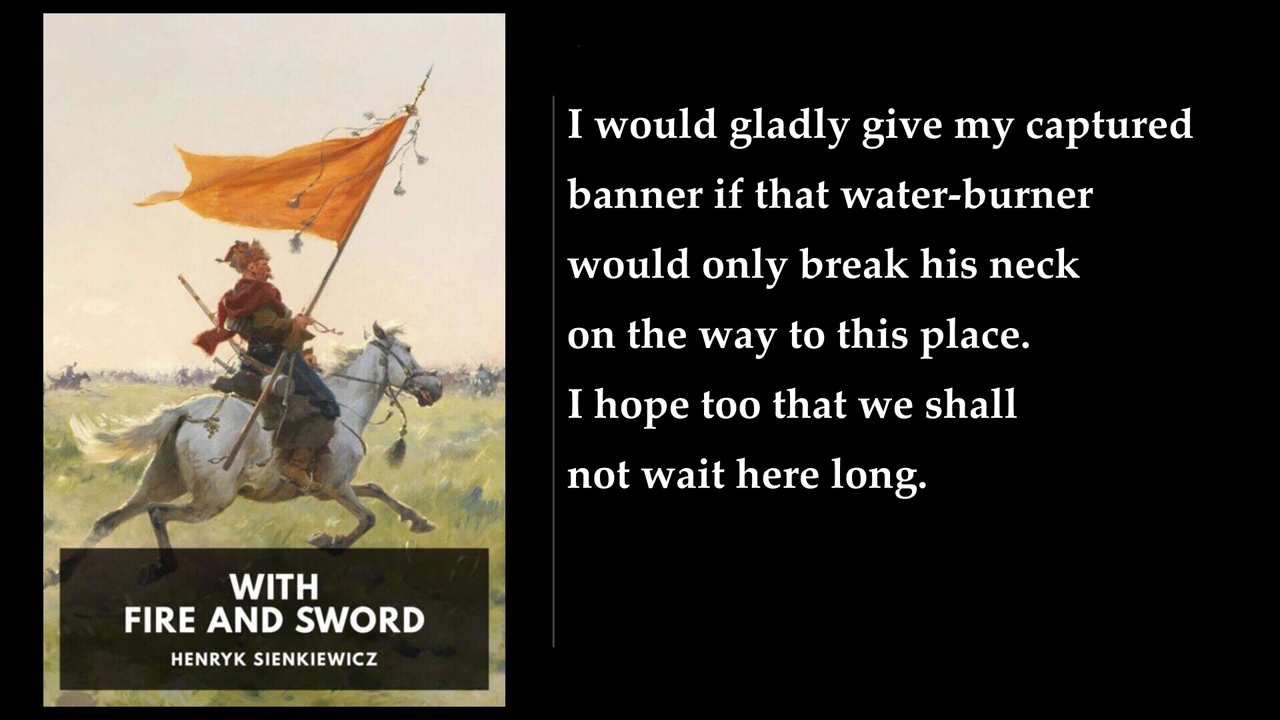 I would gladly give my captured
banner if that water-burner
would only break his neck
on the way to this place.
I hope too that we shall
not wait here long.
WITH
FIRE AND SWORD
HENRYK SIENKIEWICZ